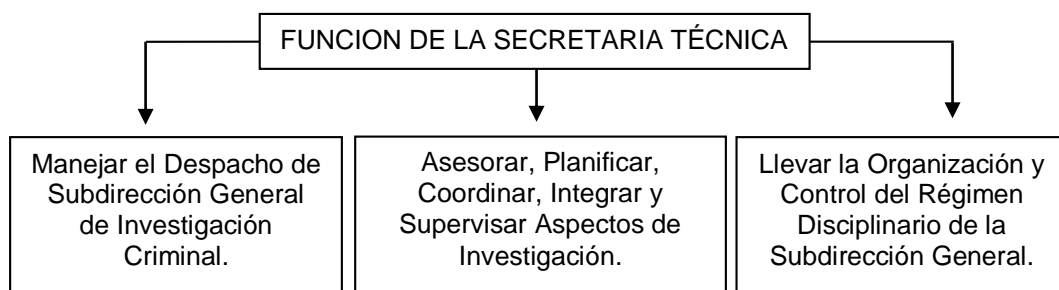 FUNCION DE LA SECRETARIA TÉCNICA
Manejar el Despacho de
Subdirección General
de Investigación
Criminal.
Asesorar, Planificar,
Coordinar, Integrar y
Supervisar Aspectos de
Investigación.
Llevar la Organización y
Control del Régimen
Disciplinario de la
Subdirección General.